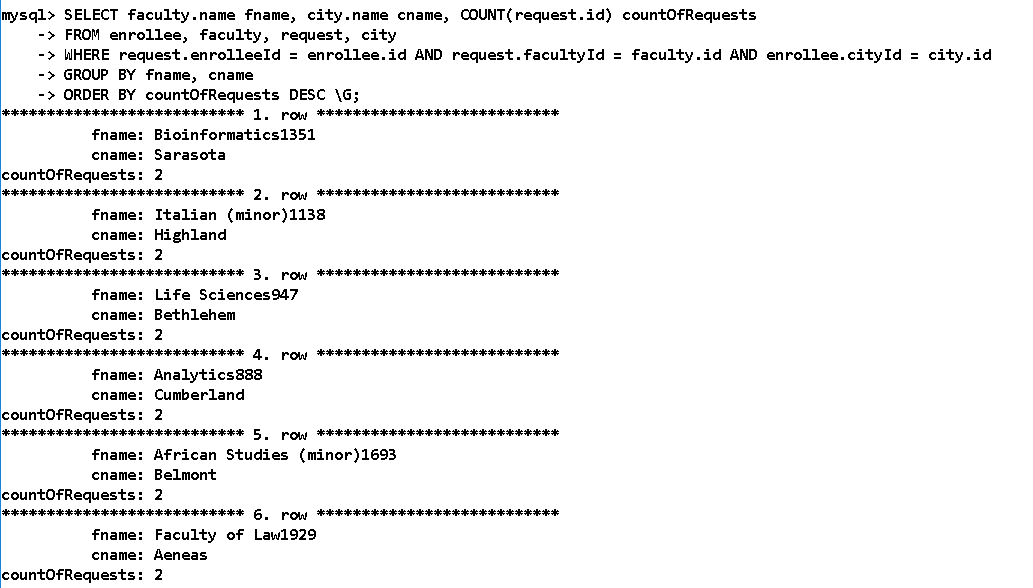 mysql> SELECT faculty.name fname, city.name cname, COUNT(request.id) countOfRequests
    -> FROM enrollee, faculty, request, city
    -> WHERE request.enrolleeId = enrollee.id AND request.facultyId = faculty.id AND enrollee.cityId = city.id
    -> GROUP BY fname, cname
    -> ORDER BY countOfRequests DESC \G;
*************************** 1. row ***************************
          fname: Bioinformatics1351
          cname: Sarasota
countOfRequests: 2
*************************** 2. row ***************************
          fname: Italian (minor)1138
          cname: Highland
countOfRequests: 2
*************************** 3. row ***************************
          fname: Life Sciences947
          cname: Bethlehem
countOfRequests: 2
*************************** 4. row ***************************
          fname: Analytics888
          cname: Cumberland
countOfRequests: 2
*************************** 5. row ***************************
          fname: African Studies (minor)1693
          cname: Belmont
countOfRequests: 2
*************************** 6. row ***************************
          fname: Faculty of Law1929
          cname: Aeneas
countOfRequests: 2